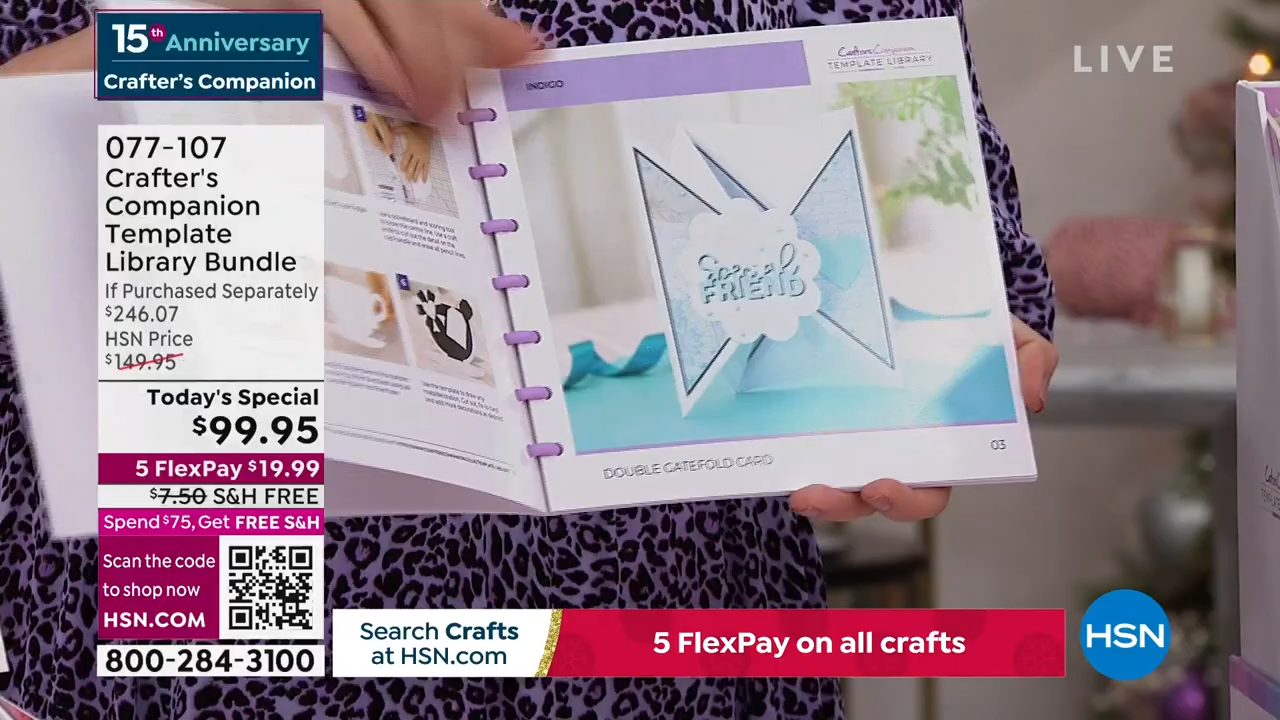 15th Anniversary
Crafter's Companion
077-107
Crafter's
Companion
Template
Library Bundle
If Purchased Separately
$246.07
HSN Price
$149.95
Today's Special
$99.95
5 FlexPay $19.99
$7.50 S&H FREE
Spend $75, Get FREE S&H
Scan the code
to shop now
HSN.COM
800-284-3100
INDIGO
Crafter's Companion
TEMPLATE LIBRARY
Special
FRIEND
DOUBLE GATEFOLD CARD
03
LIVE
Search Crafts
at HSN.com
5 FlexPay on all crafts
HSN